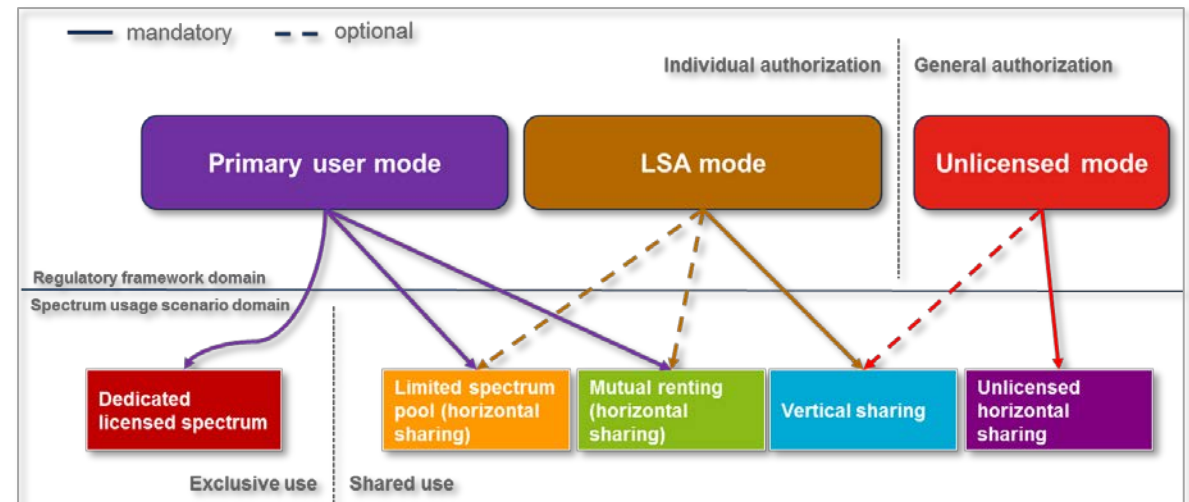 mandatory
optional
Individual authorization
General authorization
Primary user mode
LSA mode
Unlicensed mode
Regulatory framework domain
Spectrum usage scenario domain
Dedicated
licensed spectrum
Limited spectrum
pool (horizontal
sharing)
Mutual renting
(horizontal
sharing)
Vertical sharing
Unlicensed
horizontal
sharing
Exclusive use
Shared use